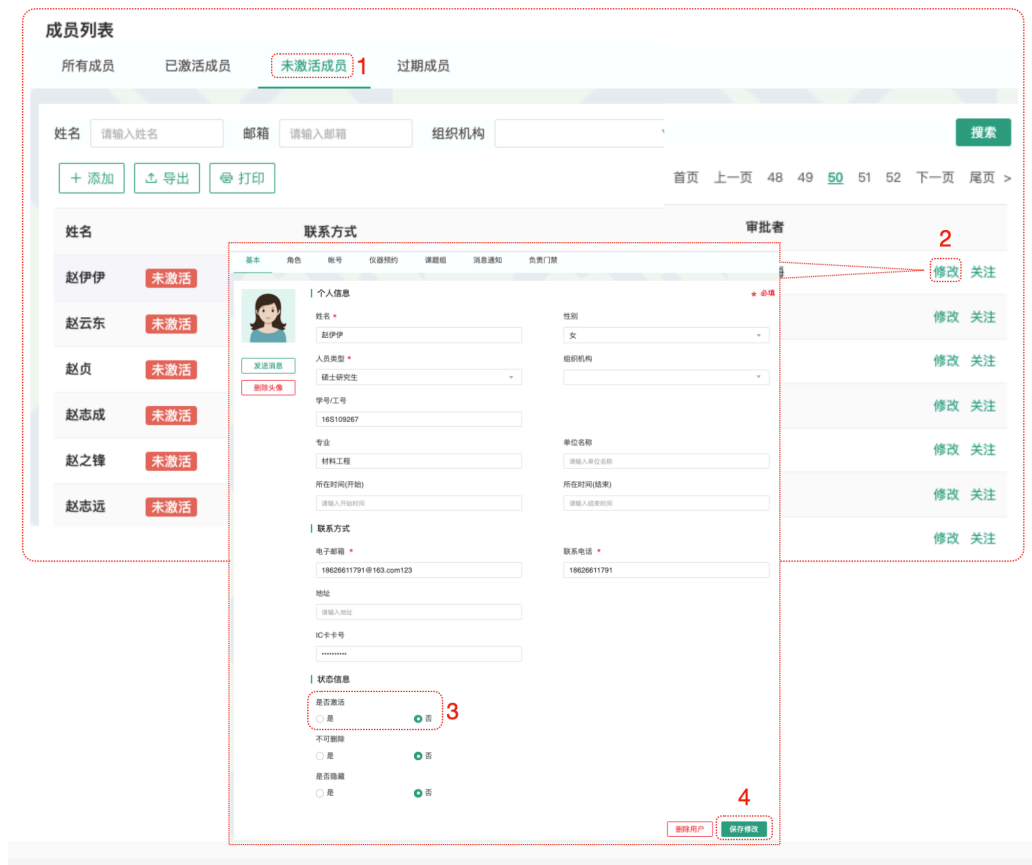 成员列表
所有成员 已激活成员 未激活成员 1 过期成员
姓名 请输入姓名 邮箱 请输入邮箱 组织机构 搜索
+ 添加 导出 打印 首页 上一页 48 49 50 51 52 下一页 尾页 >
姓名 联系方式 审批者
2
赵伊伊 未激活 修改 关注
赵云东 未激活 修改 关注
赵贞 未激活 修改 关注
赵志成 未激活 修改 关注
赵之锋 未激活 修改 关注
赵志远 未激活 修改 关注
修改 关注
基本 角色 帐号 仪器预约 课题组 消息通知 负责门禁
个人信息 * 必填
姓名 * 性别
赵伊伊 女
发送消息
删除头像
人员类型 * 组织机构
硕士研究生
学号/工号
16S109267
专业 单位名称
材料工程 请输入单位名称
所在时间(开始) 所在时间(结束)
请输入开始时间 请输入结束时间
联系方式
电子邮箱 * 联系电话 *
18626611791@163.com123 18626611791
地址
请输入地址
IC卡卡号
··········
状态信息
是否激活
是 否 3
不可删除
是 否
是否隐藏
是 否
4
删除用户 保存修改